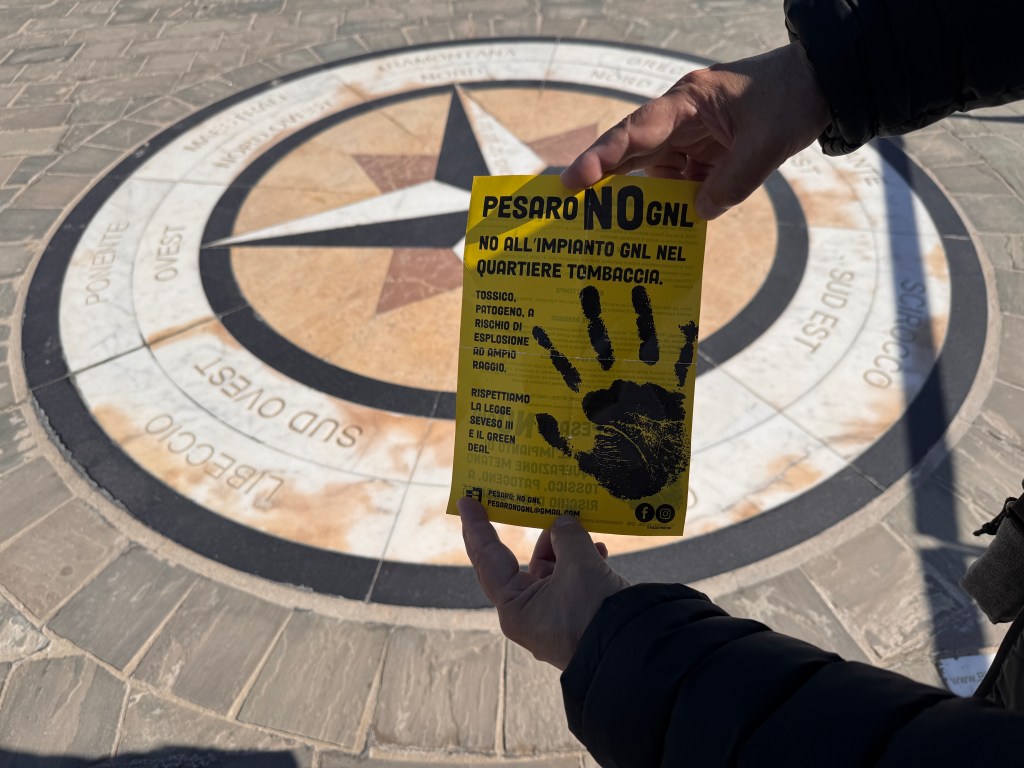 TRAMONTANA
NORD
MAESTRALE
NORD OVEST
PONENTE
OVEST
SUD OVEST
LIBECCIO
SUD EST
SCIROCCO
PESARO NO GNL
NO ALL'IMPIANTO GNL NEL
QUARTIERE TOMBACCIA.
TOSSICO,
PATOGENO, A
RISCHIO DI
ESPLOSIONE
AD AMPIO
RAGGIO.
RISPETTIAMO
LA LEGGE
SEVESO III
E IL GREEN
DEAL
PESARO: NO GNL
PESARONOGNL@GMAIL.COM